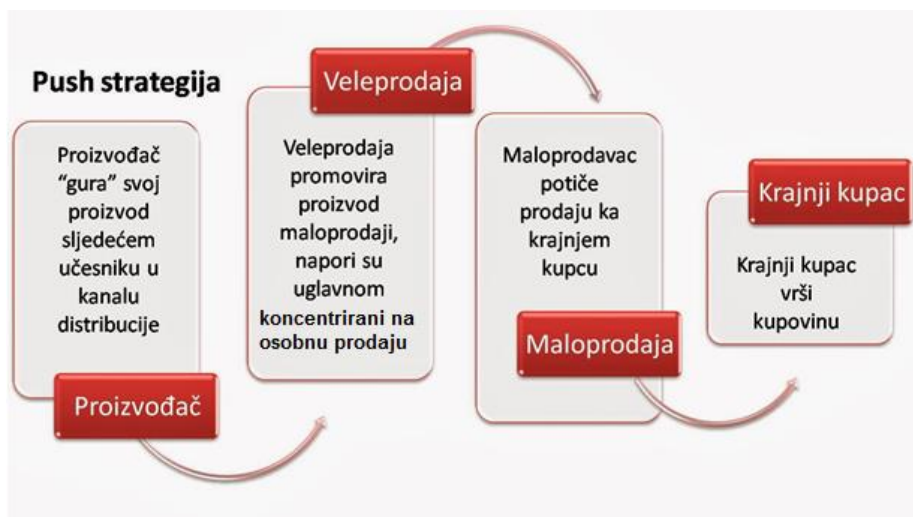 Push strategija
Proizvođač
“gura” svoj
proizvod
sljedećem
učesniku u
kanalu
distribucije
Proizvođač
Veleprodaja
Veleprodaja
promovira
proizvod
maloprodaji,
napori su
uglavnom
koncentrirani na
osobnu prodaju
Maloprodavac
potiče
prodaju ka
krajnjem
kupcu
Maloprodaja
Krajnji kupac
Krajnji kupac
vrši
kupovinu